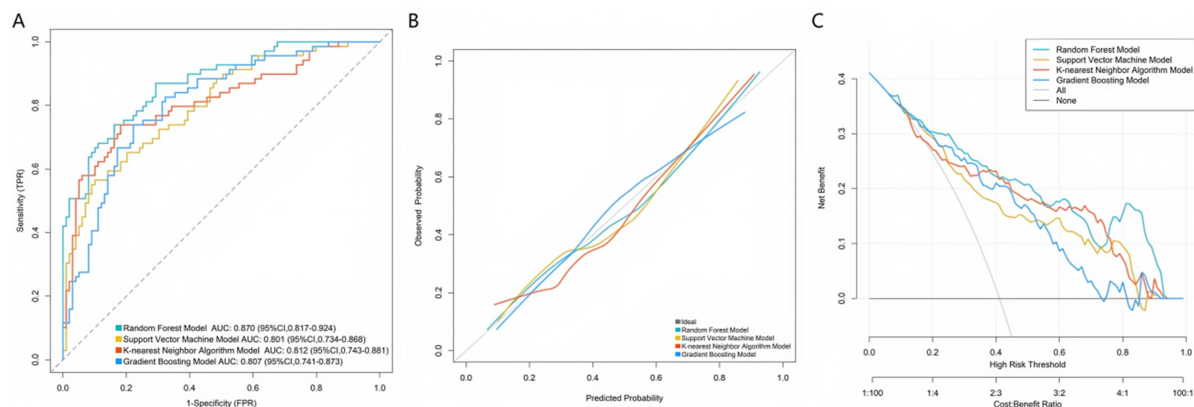 A
Sensitivity (TPR)
1.0
0.8
0.6
0.4
0.2
0.0
Random Forest Model AUC: 0.870 (95%CI,0.817-0.924)
Support Vector Machine Model AUC: 0.801 (95%CI,0.734-0.868)
K-nearest Neighbor Algorithm Model AUC: 0.812 (95%CI,0.743-0.881)
Gradient Boosting Model AUC: 0.807 (95%CI,0.741-0.873)
0.0 0.2 0.4 0.6 0.8 1.0
1-Specificity (FPR)
B
Observed Probability
1.0
0.8
0.6
0.4
0.2
0.0
Ideal
Random Forest Model
Support Vector Machine Model
K-nearest Neighbor Algorithm Model
Gradient Boosting Model
0.0 0.2 0.4 0.6 0.8 1.0
Predicted Probability
C
Net Benefit
0.4
0.3
0.2
0.1
0.0
Random Forest Model
Support Vector Machine Model
K-nearest Neighbor Algorithm Model
Gradient Boosting Model
All
None
0.0 0.2 0.4 0.6 0.8 1.0
High Risk Threshold
1:100 1:4 2:3 3:2 4:1 100:1
Cost:Benefit Ratio